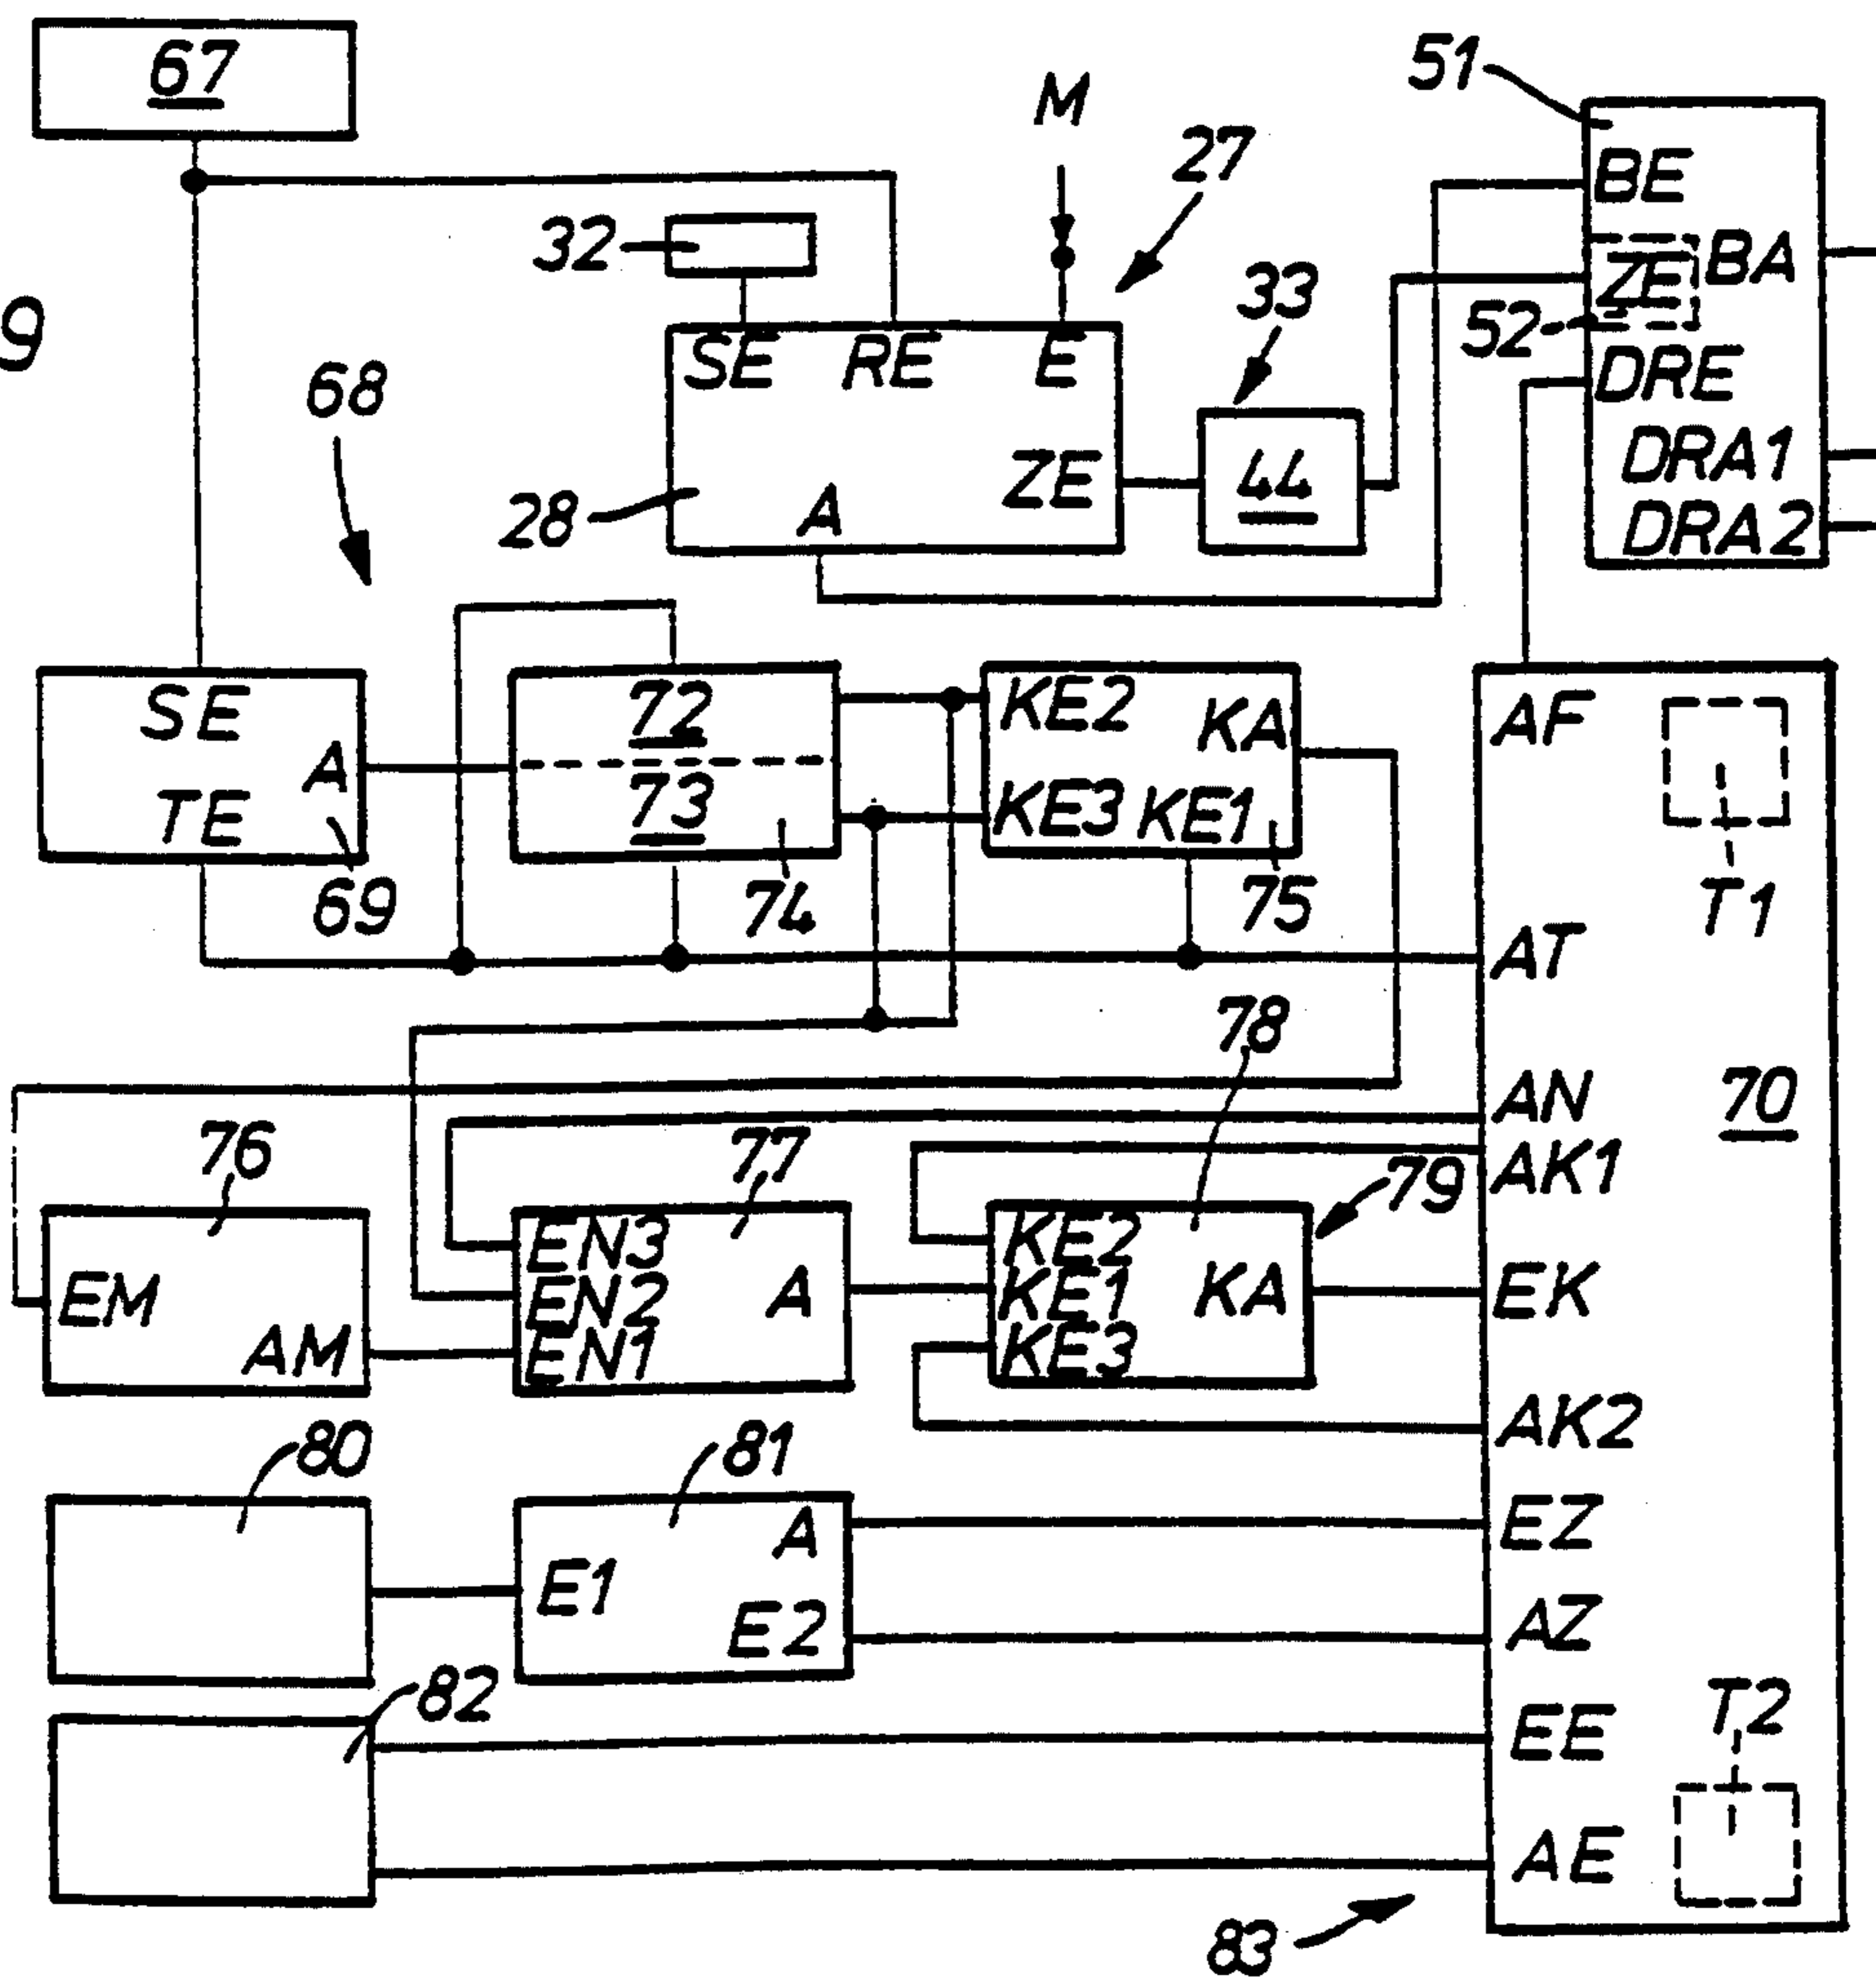 67
M
27
51
BE
32
BA
ZE
33
52
9
SE RE E
DRE
68
44
ZE
DRA1
28
A
DRA2
SE
72
KE2
KA
AF
A
TE
73
KE3 KE1
T1
69
74
75
AT
78
AN
70
76
77
AK1
79
EN3
KE2
EM
EN2
A
KE1
KA
EK
AM
EN1
KE3
AK2
80
81
A
EZ
E1
E2
AZ
82
T2
EE
AE
83